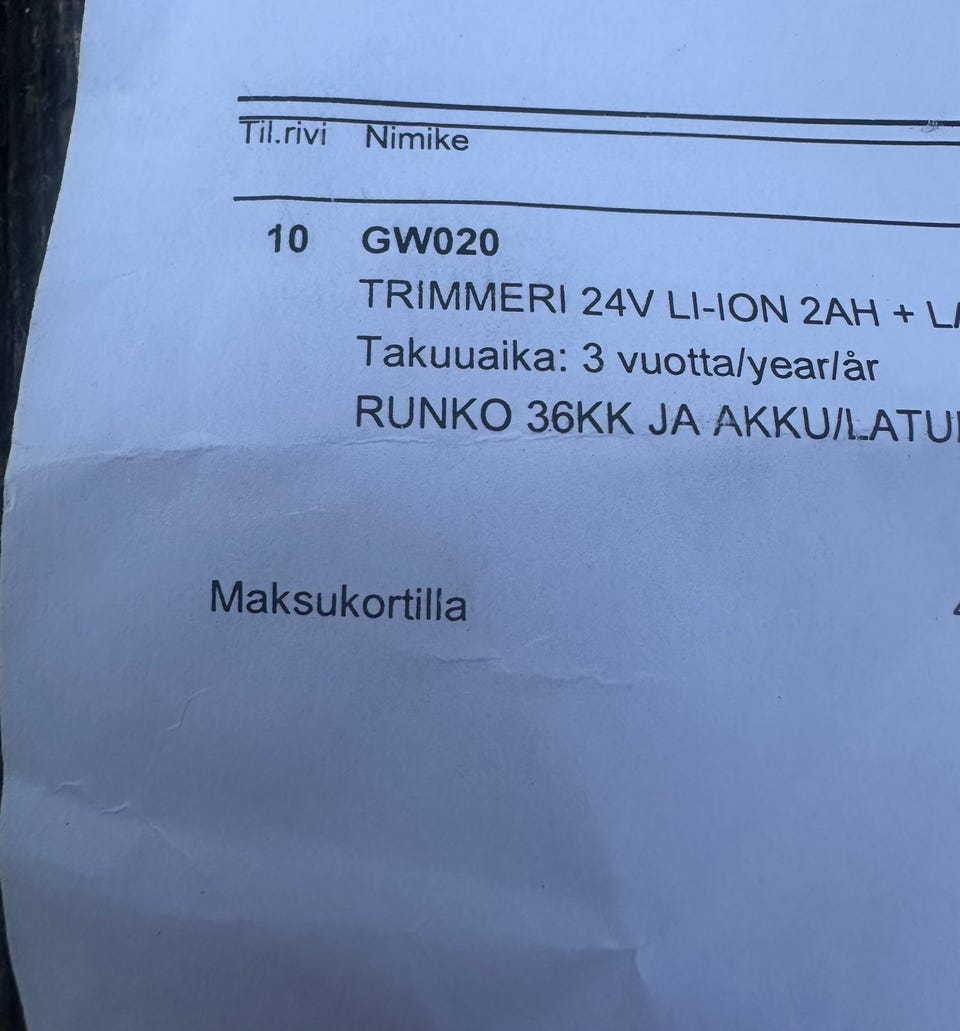 Til.rivi Nimike
10 GW020
TRIMMERI 24V LI-ION 2AH +
Takuuaika: 3 vuotta/year/år
RUNKO 36KK JA
Maksukortilla